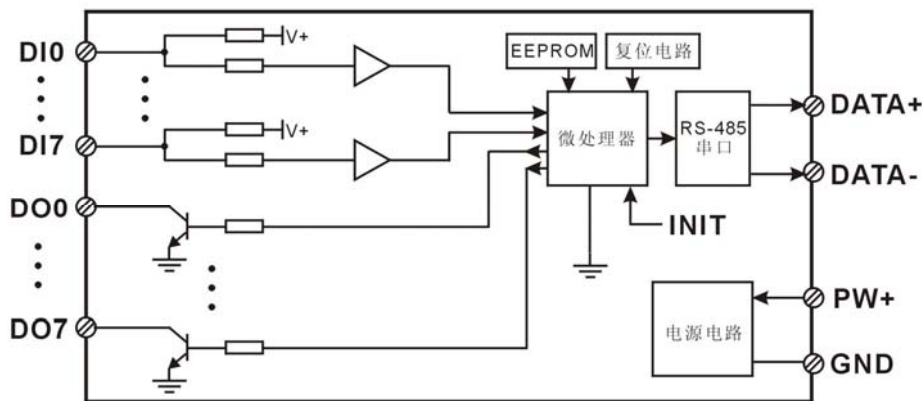 DI0
V+
EEPROM
复位电路
DATA+
DI7
V+
微处理器
RS-485
串口
DATA-
DO0
INIT
DO7
电源电路
PW+
GND